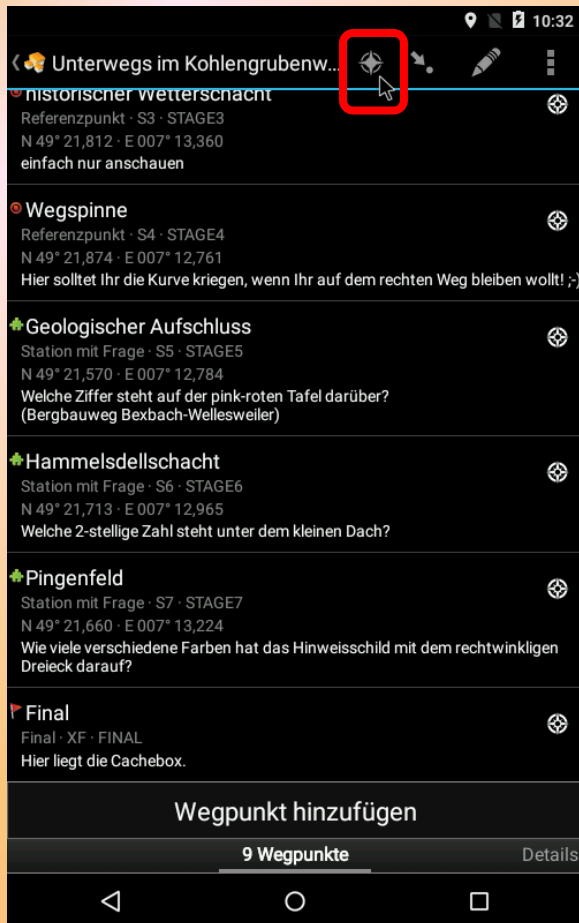 10:32
Unterwegs im Kohlengrubenw...
historischer Wetterschacht
Referenzpunkt · S3 · STAGE3
N 49° 21,812 · E 007° 13,360
einfach nur anschauen
Wegspinne
Referenzpunkt · S4 · STAGE4
N 49° 21,874 · E 007° 12,761
Hier solltet Ihr die Kurve kriegen, wenn Ihr auf dem rechten Weg bleiben wollt! ;-)
Geologischer Aufschluss
Station mit Frage · S5 · STAGE5
N 49° 21,570 · E 007° 12,784
Welche Ziffer steht auf der pink-roten Tafel darüber?
(Bergbauweg Bexbach-Wellesweiler)
Hammelsdellschacht
Station mit Frage · S6 · STAGE6
N 49° 21,713 · E 007° 12,965
Welche 2-stellige Zahl steht unter dem kleinen Dach?
Pingenfeld
Station mit Frage · S7 · STAGE7
N 49° 21,660 · E 007° 13,224
Wie viele verschiedene Farben hat das Hinweisschild mit dem rechtwinkligen
Dreieck darauf?
Final
Final · XF · FINAL
Hier liegt die Cachebox.
Wegpunkt hinzufügen
9 Wegpunkte Details